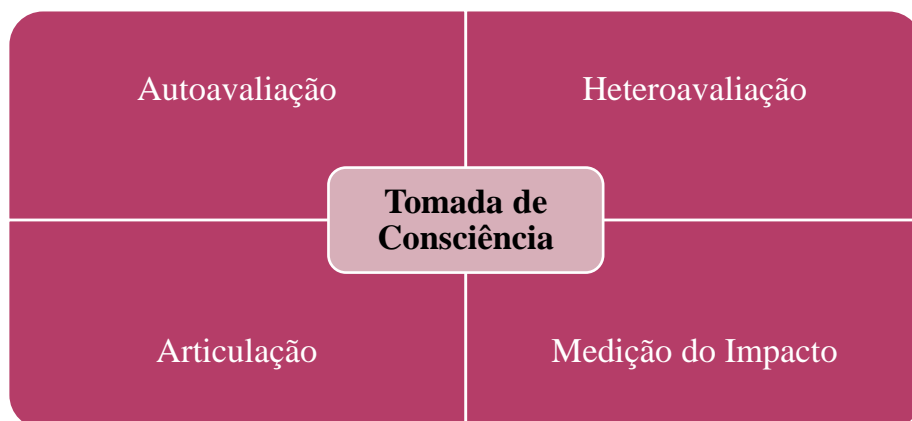 Autoavaliação
Heteroavaliação
Tomada de
Consciência
Articulação
Medição do Impacto